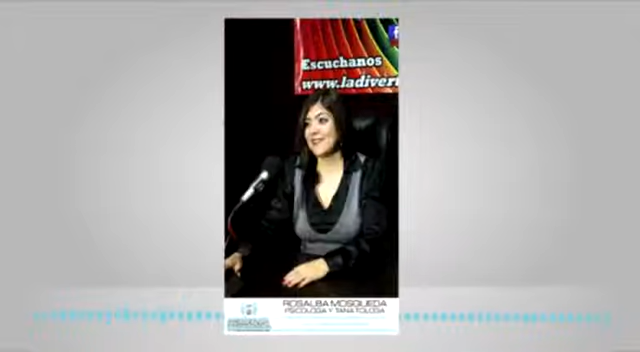 Escuchanos
www.ladiver
ROSALBA MOSQUEDA
PSICOLOGA Y TANATOLOGA